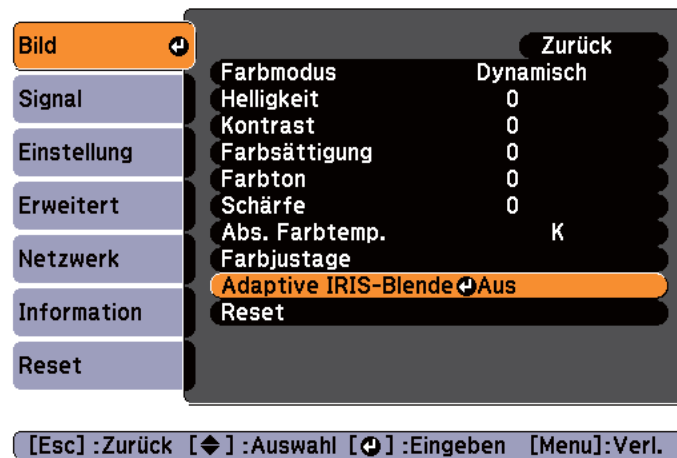 Bild
Signal
Einstellung
Erweitert
Netzwerk
Information
Reset
Zurück
Farbmodus Dynamisch
Helligkeit 0
Kontrast 0
Farbsättigung 0
Farbton 0
Schärfe 0
Abs. Farbtemp. K
Farbjustage
Adaptive IRIS-Blende Aus
Reset
[Esc] :Zurück [ ] :Auswahl [ ] :Eingeben [Menu]:Verl.